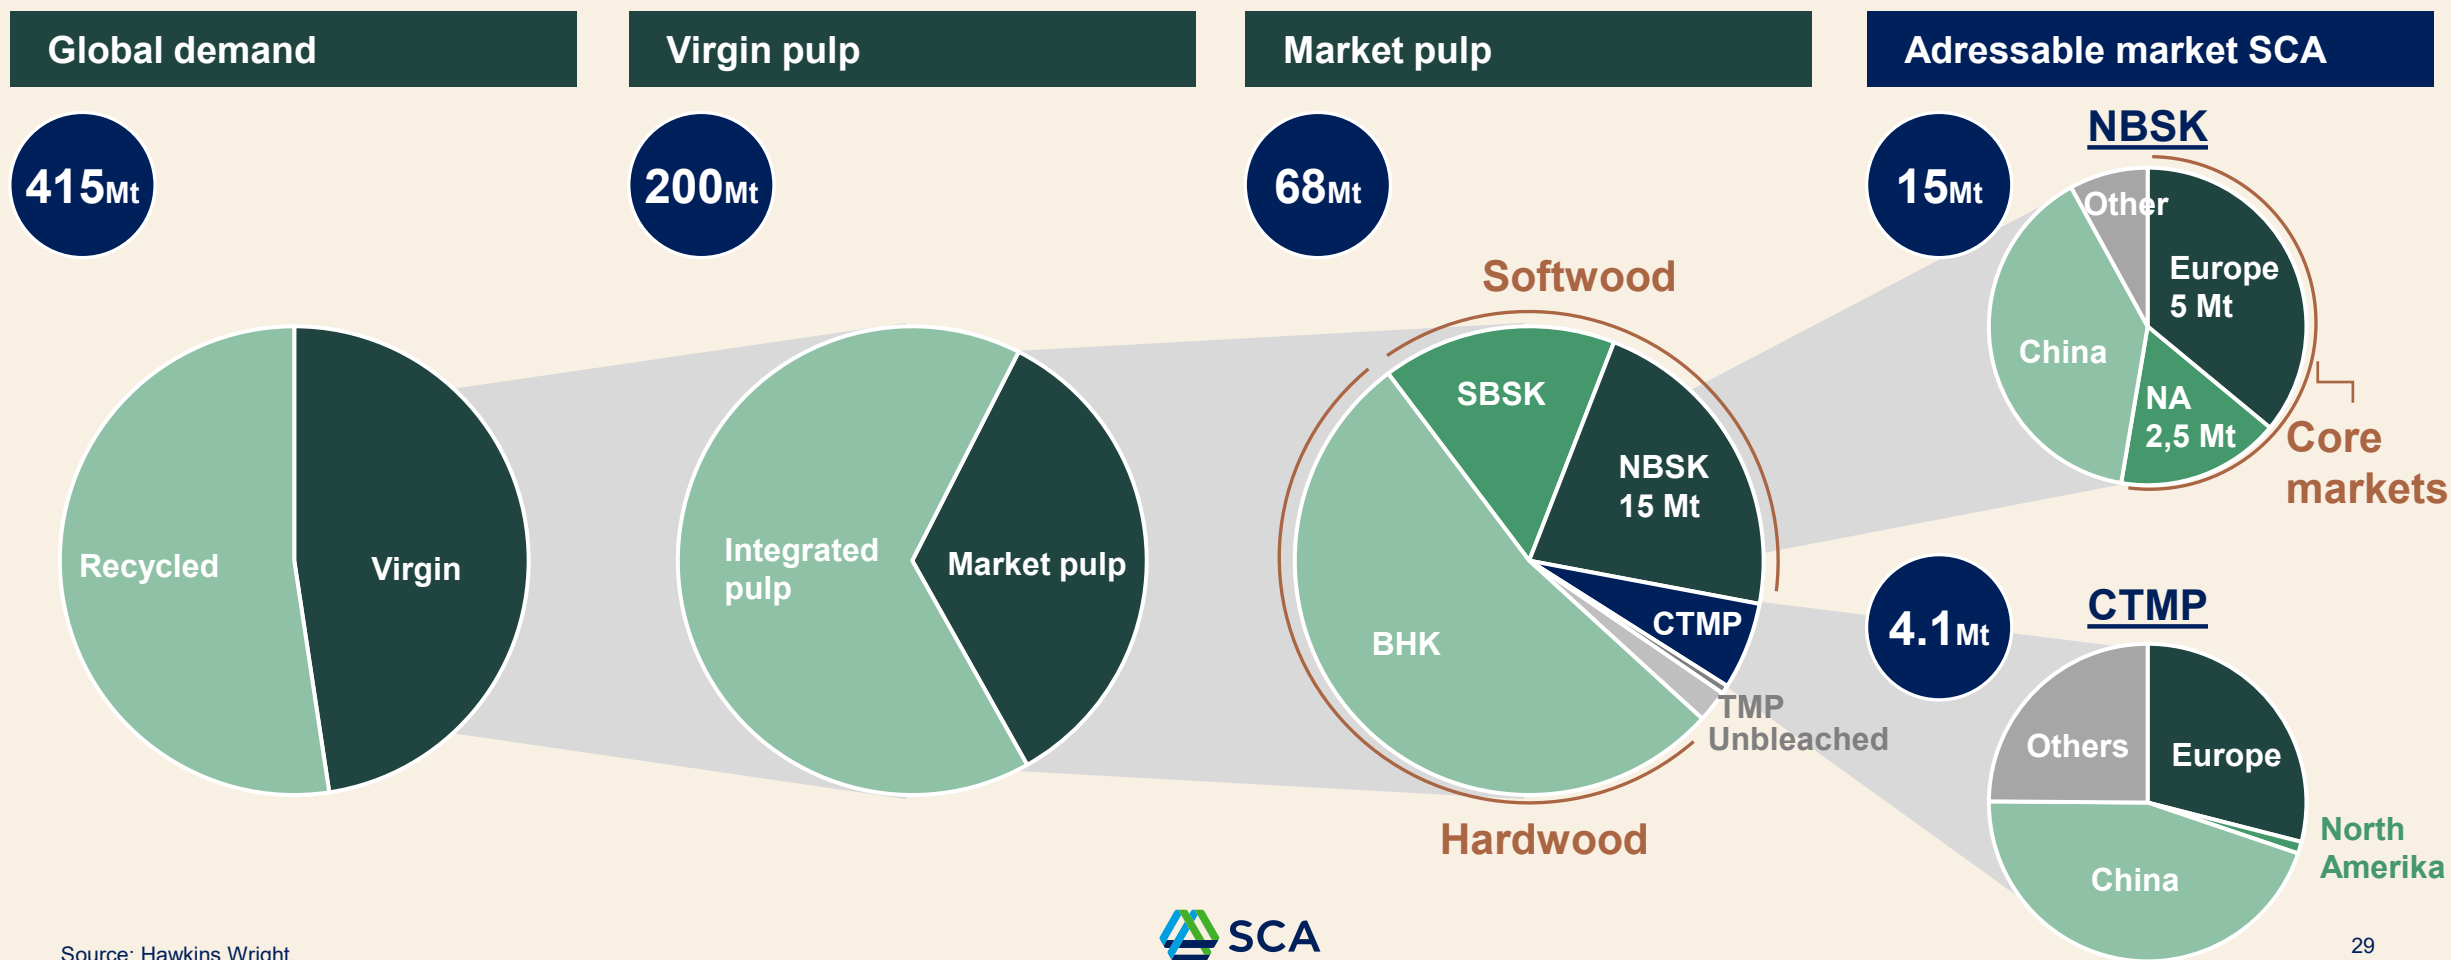 Global demand
415Mt
Recycled
Virgin
Virgin pulp
200Mt
Integrated
pulp
Market pulp
Market pulp
68Mt
Softwood
SBSK
NBSK
15 Mt
CTMP
BHK
TMP
Unbleached
Hardwood
Adressable market SCA
15Mt
NBSK
Other
Europe
5 Mt
China
NA
2,5 Mt
Core
markets
4.1Mt
CTMP
Others
Europe
North
Amerika
China
Source: Hawkins Wright
SCA
29